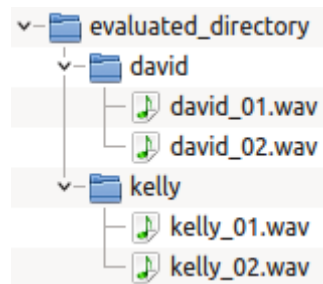 evaluated_directory
david
david_01.wav
david_02.wav
kelly
kelly_01.wav
kelly_02.wav